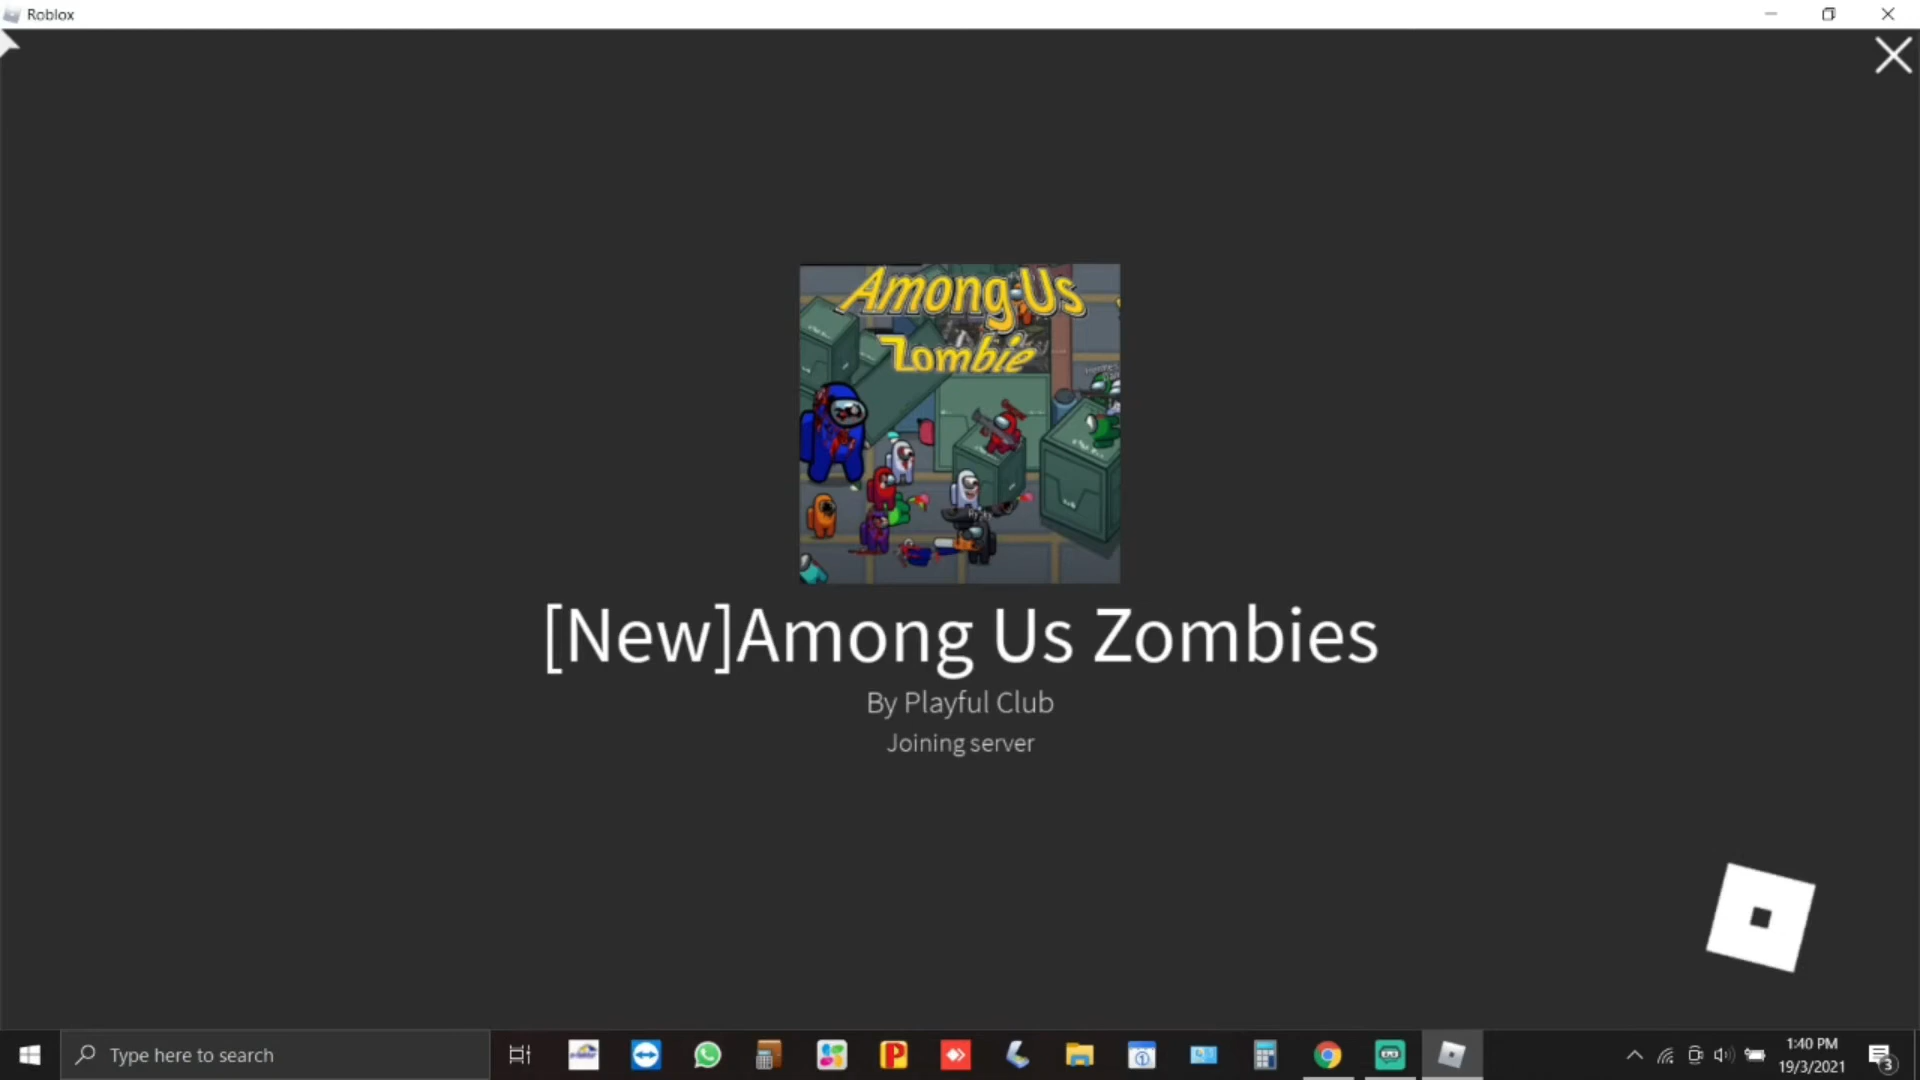 Roblox
Among Us
Zombie
[New]Among Us Zombies
By Playful Club
Joining server
Type here to search
1:40 PM
19/3/2021
3